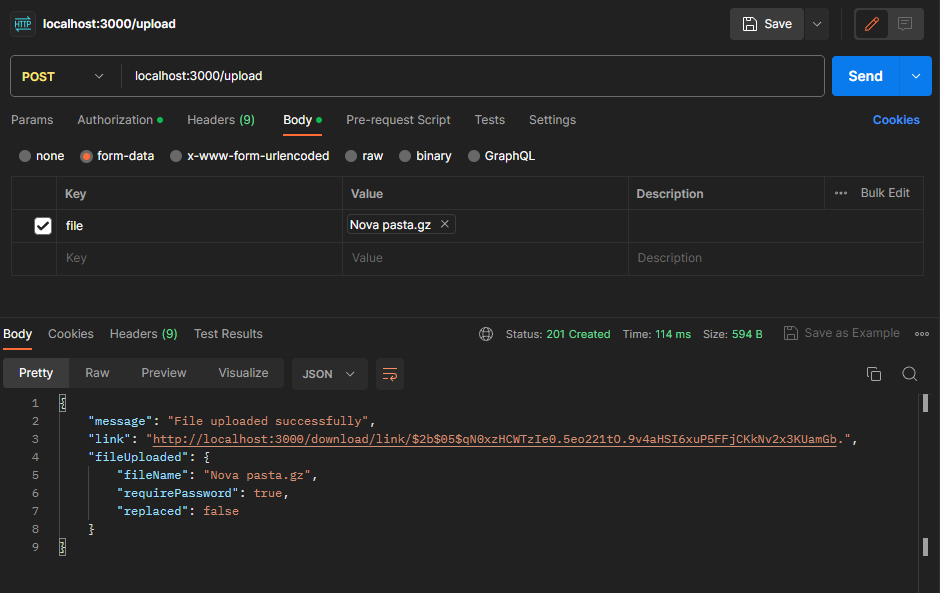 HTTP localhost:3000/upload Save
POST localhost:3000/upload Send
Params Authorization Headers (9) Body Pre-request Script Tests Settings Cookies
none form-data x-www-form-urlencoded raw binary GraphQL
Key Value Description ••• Bulk Edit
file Nova pasta.gz ×
Key Value Description
Body Cookies Headers (9) Test Results Status: 201 Created Time: 114 ms Size: 594 B Save as Example
Pretty Raw Preview Visualize JSON
1 {
2 "message": "File uploaded successfully",
3 "link": "http://localhost:3000/download/link/$2b$05$qN0xzHCWTzIe0.5eo221tO.9v4aHSI6xuP5FFjCKkNv2x3KUamGb.",
4 "fileUploaded": {
5 "fileName": "Nova pasta.gz",
6 "requirePassword": true,
7 "replaced": false
8 }
9 }